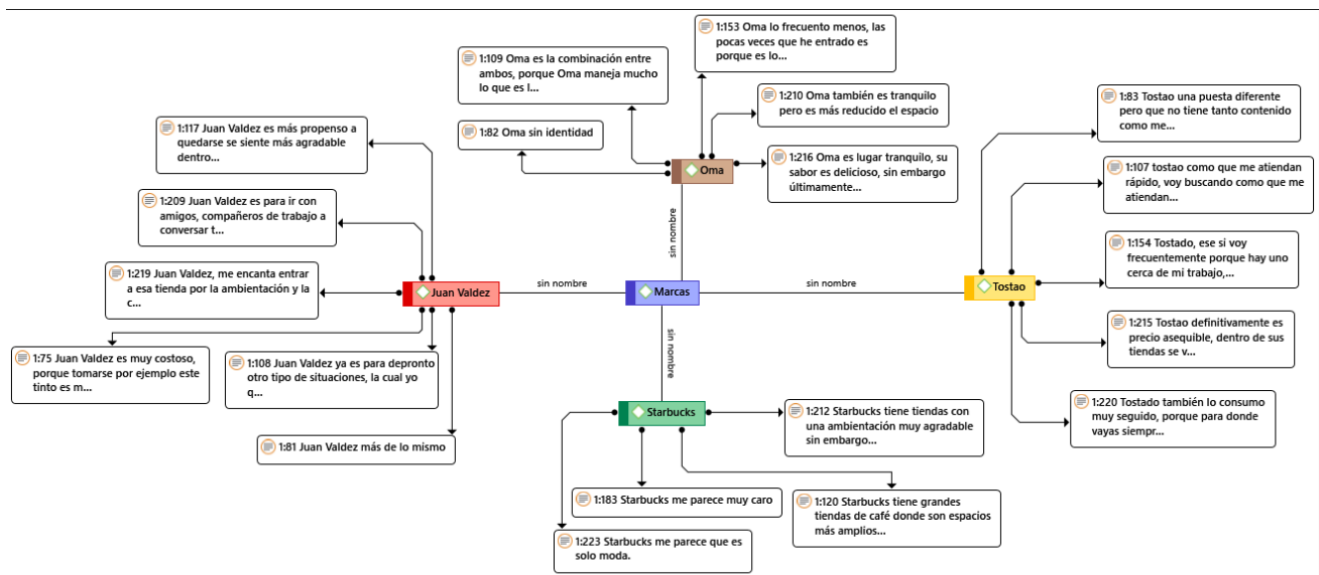 1:153 Oma lo frecuento menos, las
pocas veces que he entrado es
porque es lo...
1:109 Oma es la combinación entre
ambos, porque Oma maneja mucho
lo que es l...
1:210 Oma también es tranquilo
pero es más reducido el espacio
1:82 Oma sin identidad
1:216 Oma es lugar tranquilo, su
sabor es delicioso, sin embargo
últimamente...
Oma
1:83 Tostao una puesta diferente
pero que no tiene tanto contenido
como me...
1:107 tostao como que me atiendan
rápido, voy buscando como que me
atiendan...
1:154 Tostado, ese si voy
frecuentemente porque hay uno
cerca de mi trabajo,...
1:215 Tostao definitivamente es
precio asequible, dentro de sus
tiendas se v...
1:220 Tostado también lo consumo
muy seguido, porque para donde
vayas siempr...
Tostao
1:117 Juan Valdez es más propenso a
quedarse se siente más agradable
dentro...
1:209 Juan Valdez es para ir con
amigos, compañeros de trabajo a
conversar t...
1:219 Juan Valdez, me encanta entrar
a esa tienda por la ambientación y la
c...
1:75 Juan Valdez es muy costoso,
porque tomarse por ejemplo este
tinto es m...
1:108 Juan Valdez ya es para depronto
otro tipo de situaciones, la cual yo
q...
1:81 Juan Valdez más de lo mismo
Juan Valdez
sin nombre
sin nombre
Marcas
sin nombre
sin nombre
Starbucks
1:212 Starbucks tiene tiendas con
una ambientación muy agradable
sin embargo...
1:183 Starbucks me parece muy caro
1:120 Starbucks tiene grandes
tiendas de café donde son espacios
más amplios...
1:223 Starbucks me parece que es
solo moda.